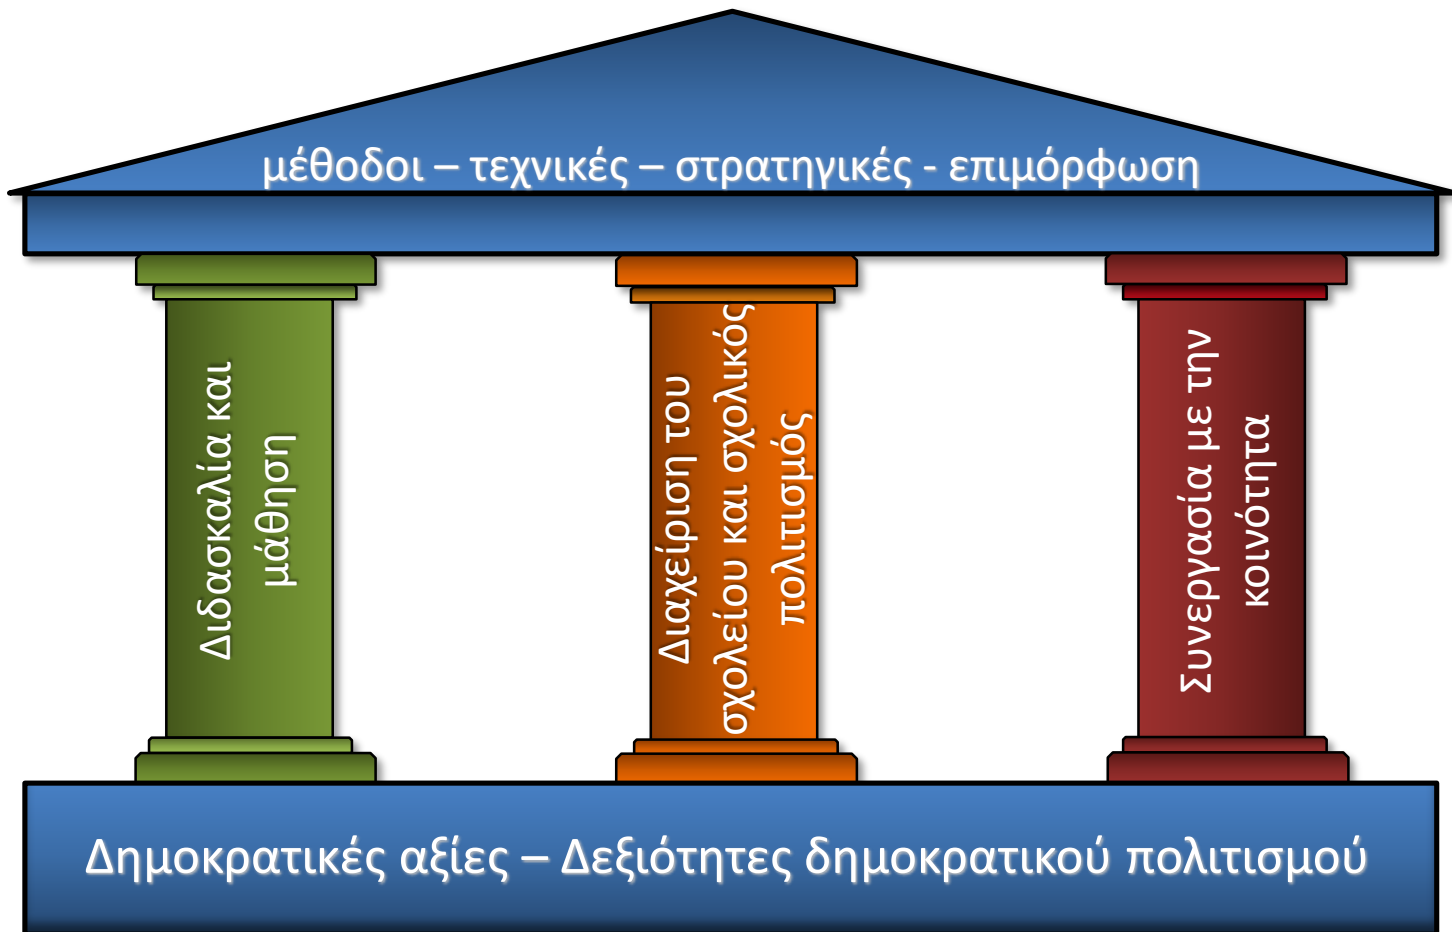 μέθοδοι – τεχνικές – στρατηγικές - επιμόρφωση
Διδασκαλία και
μάθηση
Διαχείριση του
σχολείου και σχολικός
πολιτισμός
Συνεργασία με την
κοινότητα
Δημοκρατικές αξίες – Δεξιότητες δημοκρατικού πολιτισμού